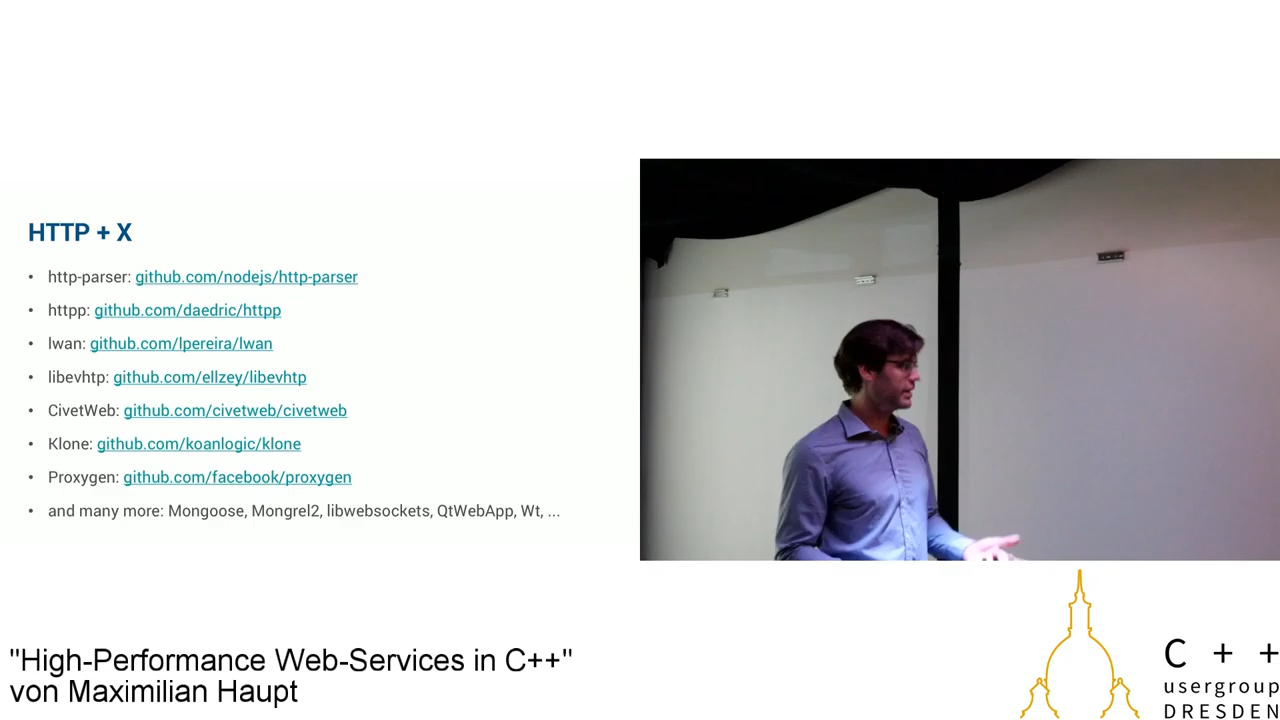 HTTP + X
• http-parser: github.com/nodejs/http-parser
• httpp: github.com/daedric/httpp
• lwan: github.com/lpereira/lwan
• libevhtp: github.com/ellzey/libevhtp
• CivetWeb: github.com/civetweb/civetweb
• Klone: github.com/koanlogic/klone
• Proxygen: github.com/facebook/proxygen
• and many more: Mongoose, Mongrel2, libwebsockets, QtWebApp, Wt, ...
"High-Performance Web-Services in C++"
von Maximilian Haupt
C + +
usergroup
DRESDEN